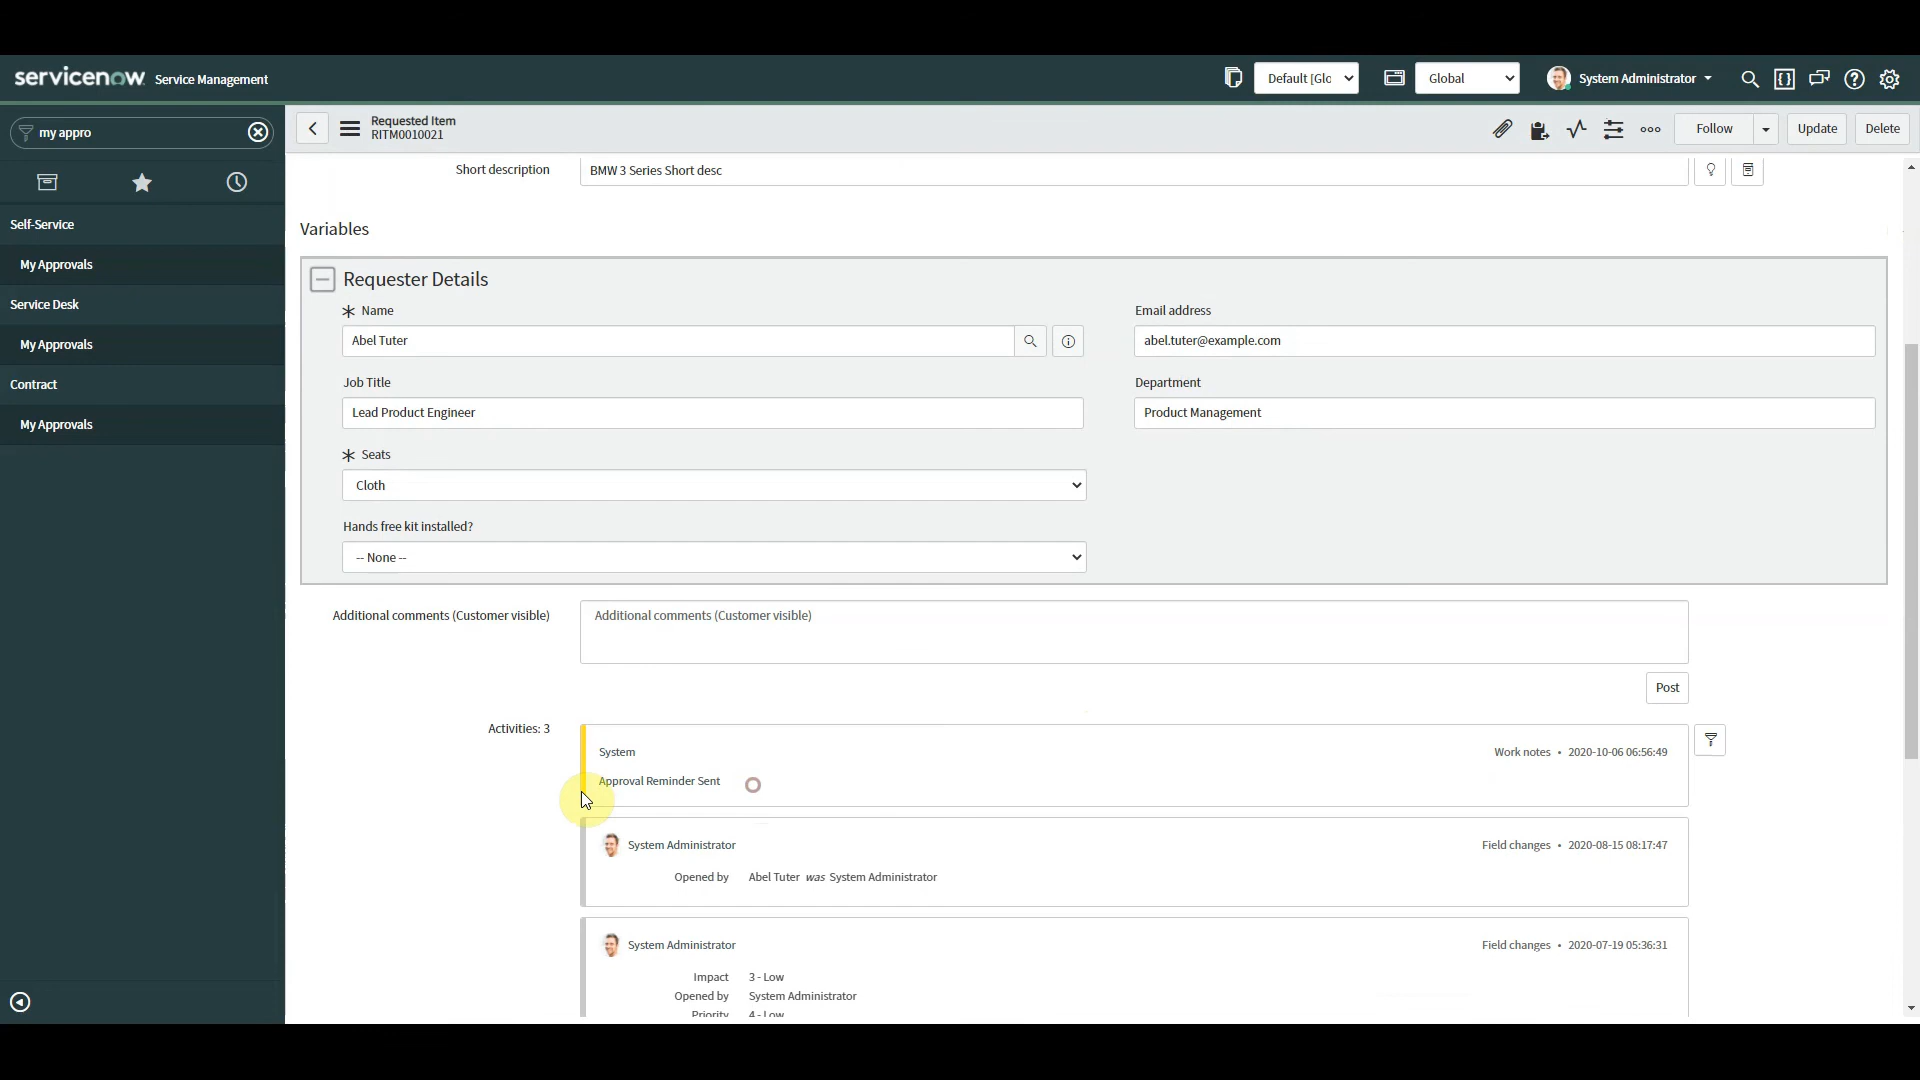 servicenow Service Management
Default [Glo
Global
System Administrator
my appro
Requested Item
RITM0010021
Follow
Update
Delete
Self-Service
My Approvals
Service Desk
My Approvals
Contract
My Approvals
Short description
BMW 3 Series Short desc
Variables
Requester Details
Name
Email address
Abel Tuter
abel.tuter@example.com
Job Title
Department
Lead Product Engineer
Product Management
Seats
Cloth
Hands free kit installed?
-- None --
Additional comments (Customer visible)
Additional comments (Customer visible)
Post
Activities: 3
System
Work notes • 2020-10-06 06:56:49
Approval Reminder Sent
System Administrator
Field changes • 2020-08-15 08:17:47
Opened by Abel Tuter was System Administrator
System Administrator
Field changes • 2020-07-19 05:36:31
Impact 3 - Low
Opened by System Administrator
Priority 4 - Low